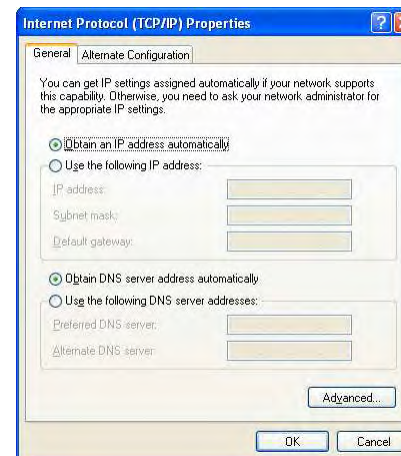 Internet Protocol (TCP/IP) Properties
General
Alternate Configuration
You can get IP settings assigned automatically if your network supports
this capability. Otherwise, you need to ask your network administrator for
the appropriate IP settings.
Obtain an IP address automatically
Use the following IP address:
IP address:
Subnet mask:
Default gateway:
Obtain DNS server address automatically
Use the following DNS server addresses:
Preferred DNS server:
Alternate DNS server:
Advanced...
OK
Cancel